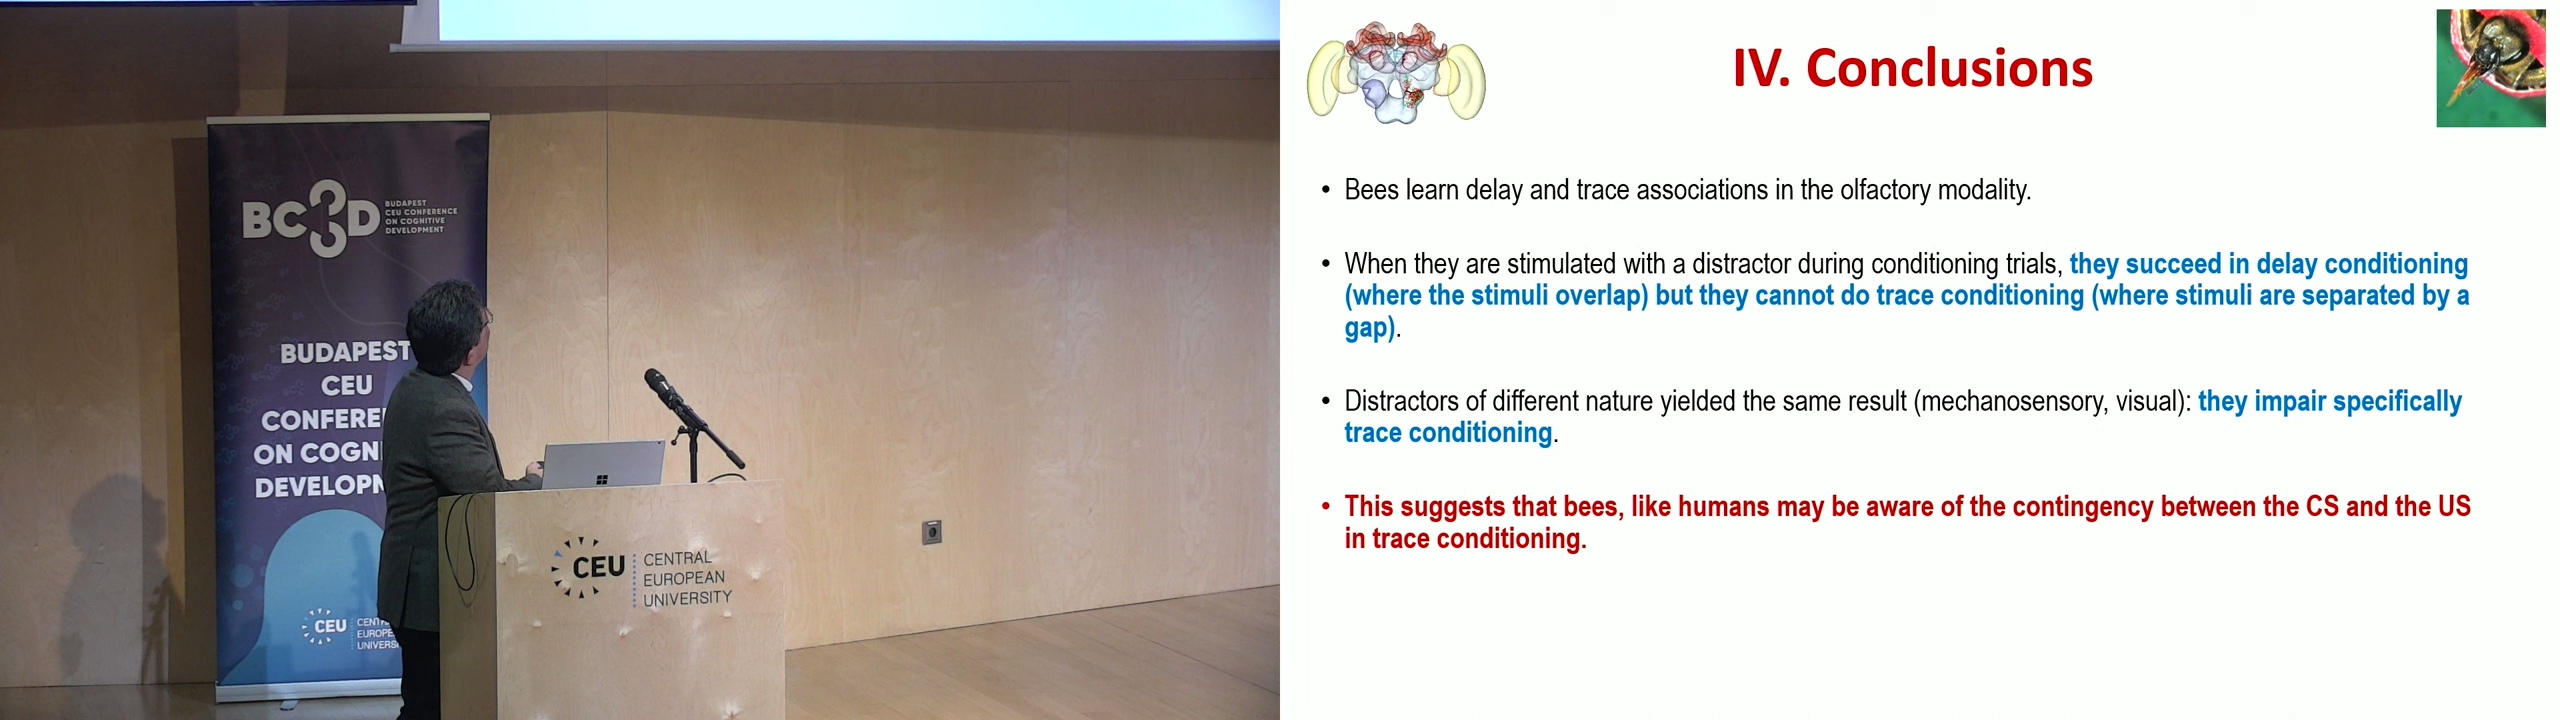 BC3D
BUDAPEST
CEU CONFERENCE
ON COGNITIVE
DEVELOPMENT
BUDAPEST
CEU
CONFERE
ON COGNI
DEVELOPM
CEU
CENTR
EUROPE
UNIVERSI
CEU
CENTRAL
EUROPEAN
UNIVERSITY
IV. Conclusions
• Bees learn delay and trace associations in the olfactory modality.
• When they are stimulated with a distractor during conditioning trials, they succeed in delay conditioning
(where the stimuli overlap) but they cannot do trace conditioning (where stimuli are separated by a
gap).
• Distractors of different nature yielded the same result (mechanosensory, visual): they impair specifically
trace conditioning.
• This suggests that bees, like humans may be aware of the contingency between the CS and the US
in trace conditioning.